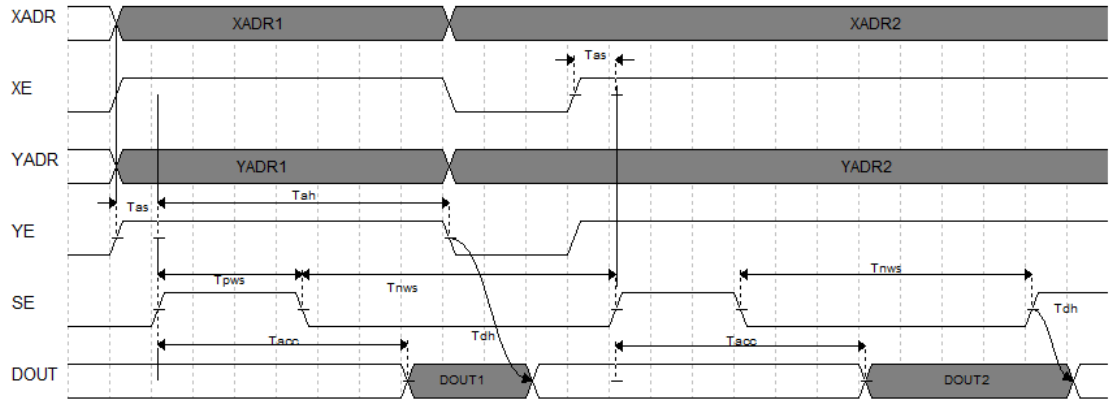 XADR XADR1 XADR2
Tas
XE
YADR YADR1 YADR2
Tas Tah
YE
Tpws Tnws Tnws
SE
Tacc Tdh Tacc Tdh
DOUT DOUT1 DOUT2